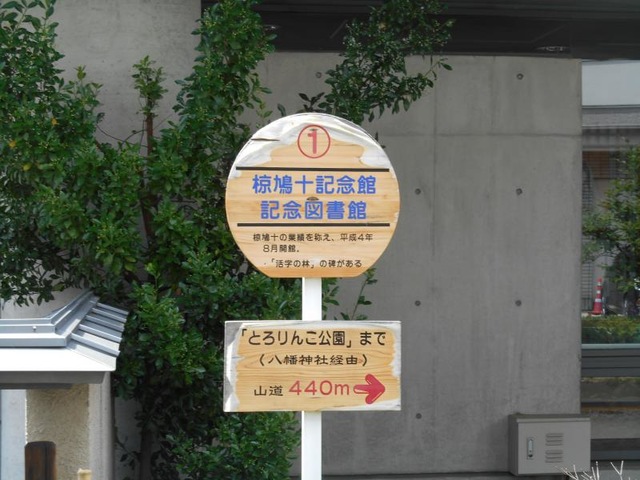 1
椋鳩十記念館
記念図書館
椋鳩十の業績を称え、平成4年
8月開館.
・「活字の林」の碑がある
「とろりんこ公園」まで
(八幡神社経由)
山道 440m→